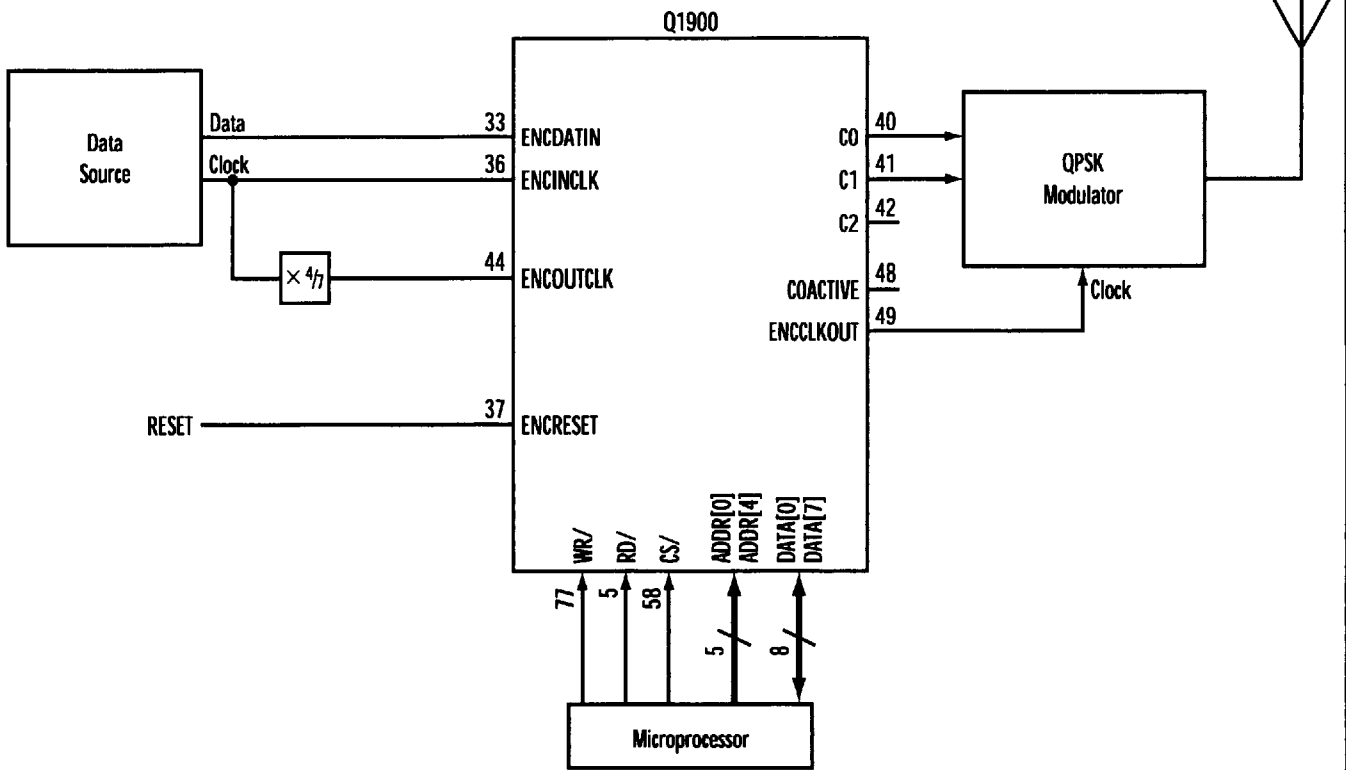 Q1900
Data
Source
Data
Clock
× 4/7
33
36
44
37
RESET
ENCDATIN
ENCINCLK
ENCOUTCLK
ENCRESET
C0
C1
C2
COACTIVE
ENCCLKOUT
40
41
42
48
49
QPSK
Modulator
Clock
WR/
RD/
CS/
ADDR[0]
ADDR[4]
DATA[0]
DATA[7]
77
5
58
5
8
Microprocessor